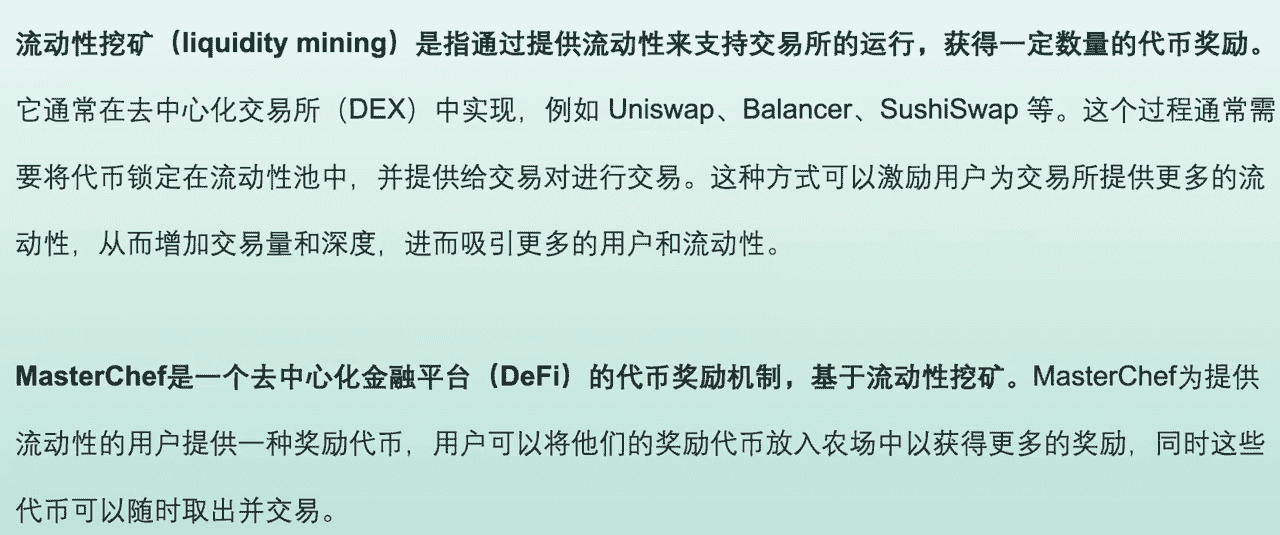 流动性挖矿（liquidity mining）是指通过提供流动性来支持交易所的运行，获得一定数量的代币奖励。
它通常在去中心化交易所（DEX）中实现，例如 Uniswap、Balancer、SushiSwap 等。这个过程通常需
要将代币锁定在流动性池中，并提供给交易对进行交易。这种方式可以激励用户为交易所提供更多的流
动性，从而增加交易量和深度，进而吸引更多的用户和流动性。
MasterChef是一个去中心化金融平台（DeFi）的代币奖励机制，基于流动性挖矿。MasterChef为提供
流动性的用户提供一种奖励代币，用户可以将他们的奖励代币放入农场中以获得更多的奖励，同时这些
代币可以随时取出并交易。